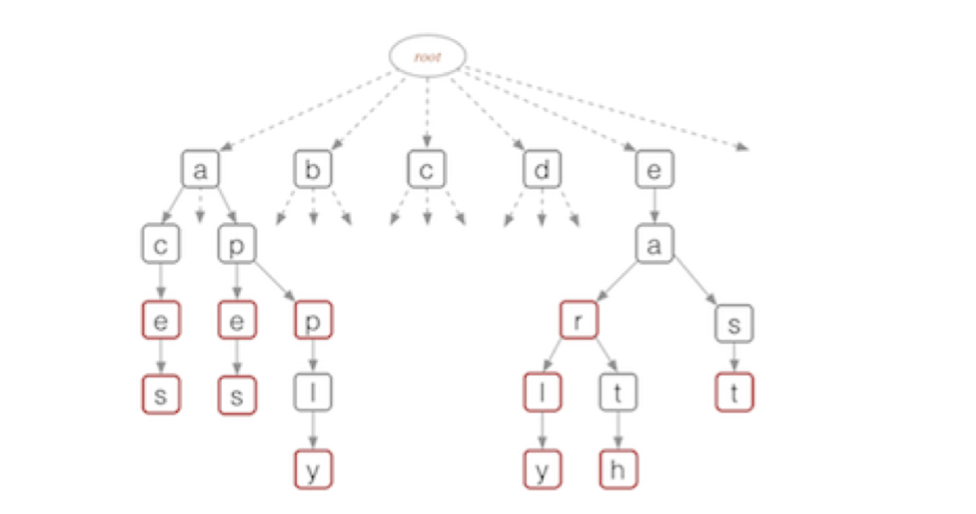 root
a b c d e
c p a
e e p r s
s s l l t t
y y h